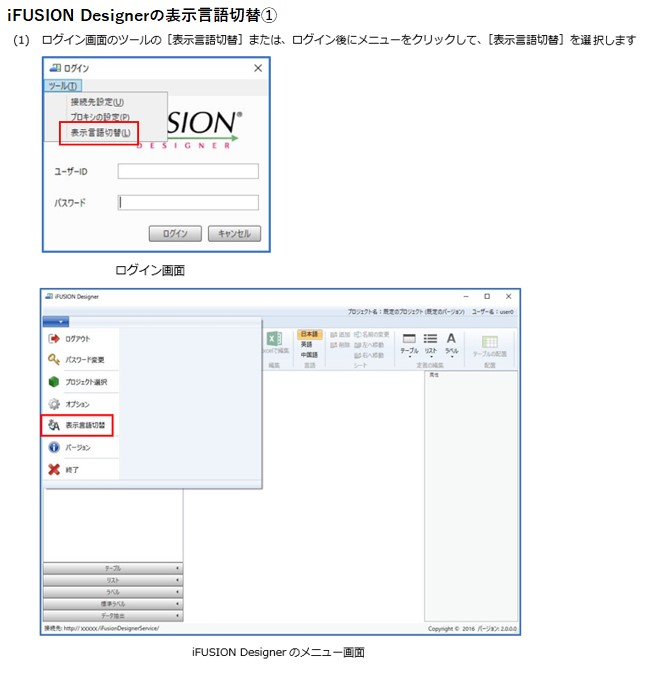 iFUSION Designerの表示言語切替①
(1) ログイン画面のツールの［表示言語切替］または、ログイン後にメニューをクリックして、［表示言語切替］を選択します
ログイン
ツール(T)
接続先設定(U)
プロキシの設定(P)
表示言語切替(L)
USION®
DESIGNER
ユーザーID
パスワード
ログイン キャンセル
ログイン画面
iFUSION Designer
プロジェクト名：既定のプロジェクト(既定のバージョン) ユーザー名：user0
ログアウト
パスワード変更
プロジェクト選択
オプション
表示言語切替
バージョン
終了
xcelで編集
編集
日本語
英語
中国語
言語
追加 名前の変更
削除 左へ移動
右へ移動
シート
テーブル リスト ラベル
定義の編集
テーブルの配置
配置
属性
テーブル
リスト
ラベル
標準ラベル
データ抽出
接続先: http://xxxxx/iFusionDesignerService/
Copyright © 2016 バージョン: 2.0.0.0
iFUSION Designer のメニュー画面